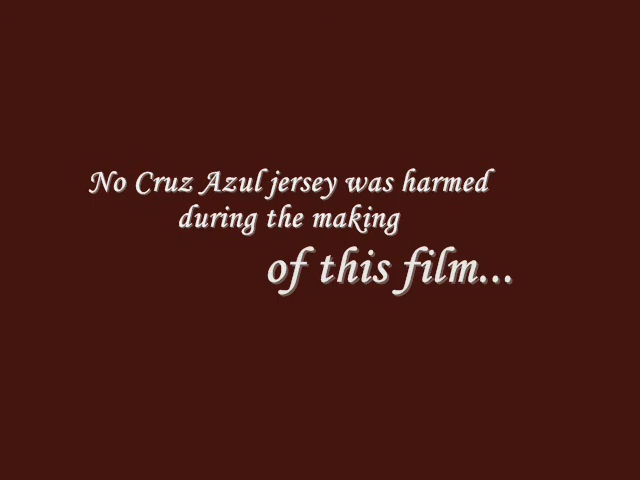 No Cruz Azul jersey was harmed
during the making
of this film...